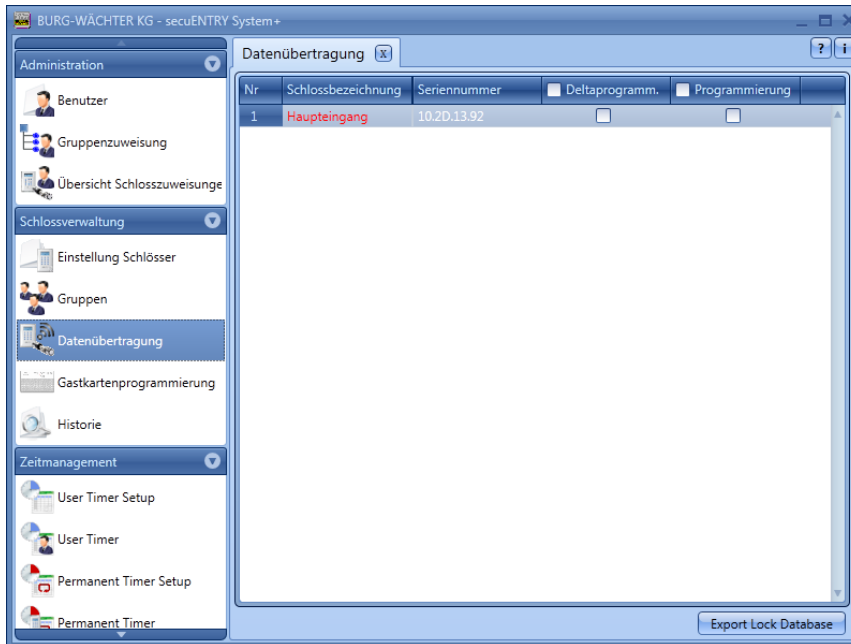 BURG-WÄCHTER KG - secuENTRY System+
Administration
Benutzer
Gruppenzuweisung
Übersicht Schlosszuweisunge
Schlossverwaltung
Einstellung Schlösser
Gruppen
Datenübertragung
Gastkartenprogrammierung
Historie
Zeitmanagement
User Timer Setup
User Timer
Permanent Timer Setup
Permanent Timer
Datenübertragung x ? i
Nr Schlossbezeichnung Seriennummer Deltaprogramm. Programmierung
1 Haupteingang 10.2D.13.92
Export Lock Database